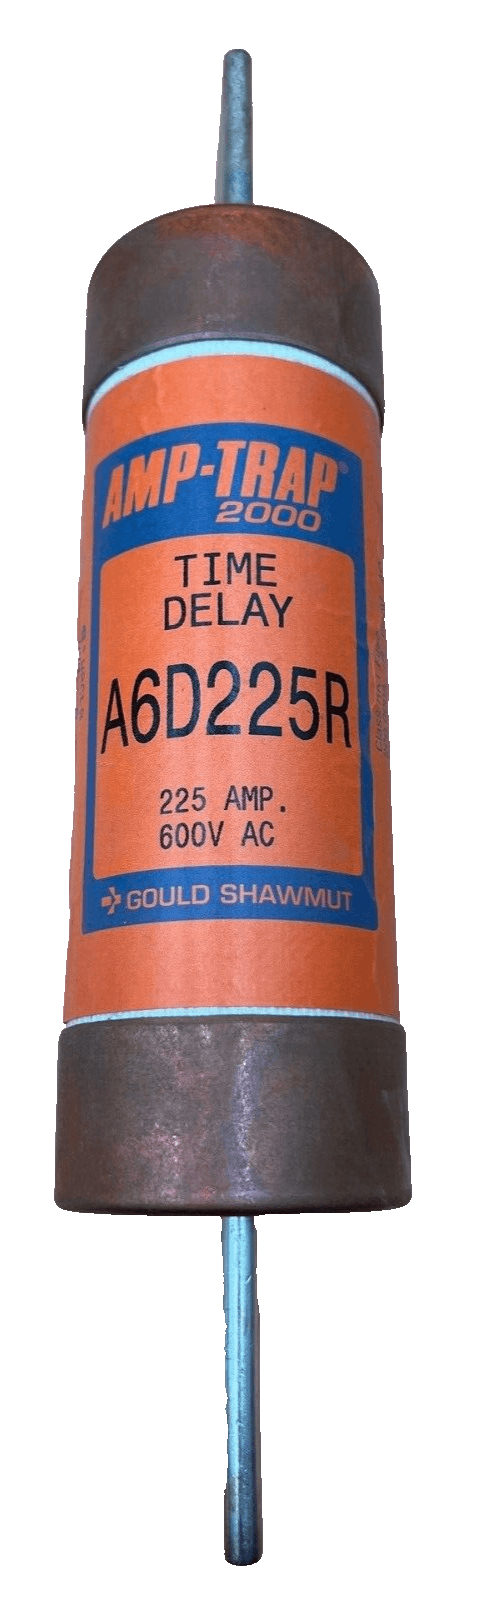 AMP-TRAP®
2000
TIME
DELAY
A6D225R
225 AMP.
600V AC
GOULD SHAWMUT